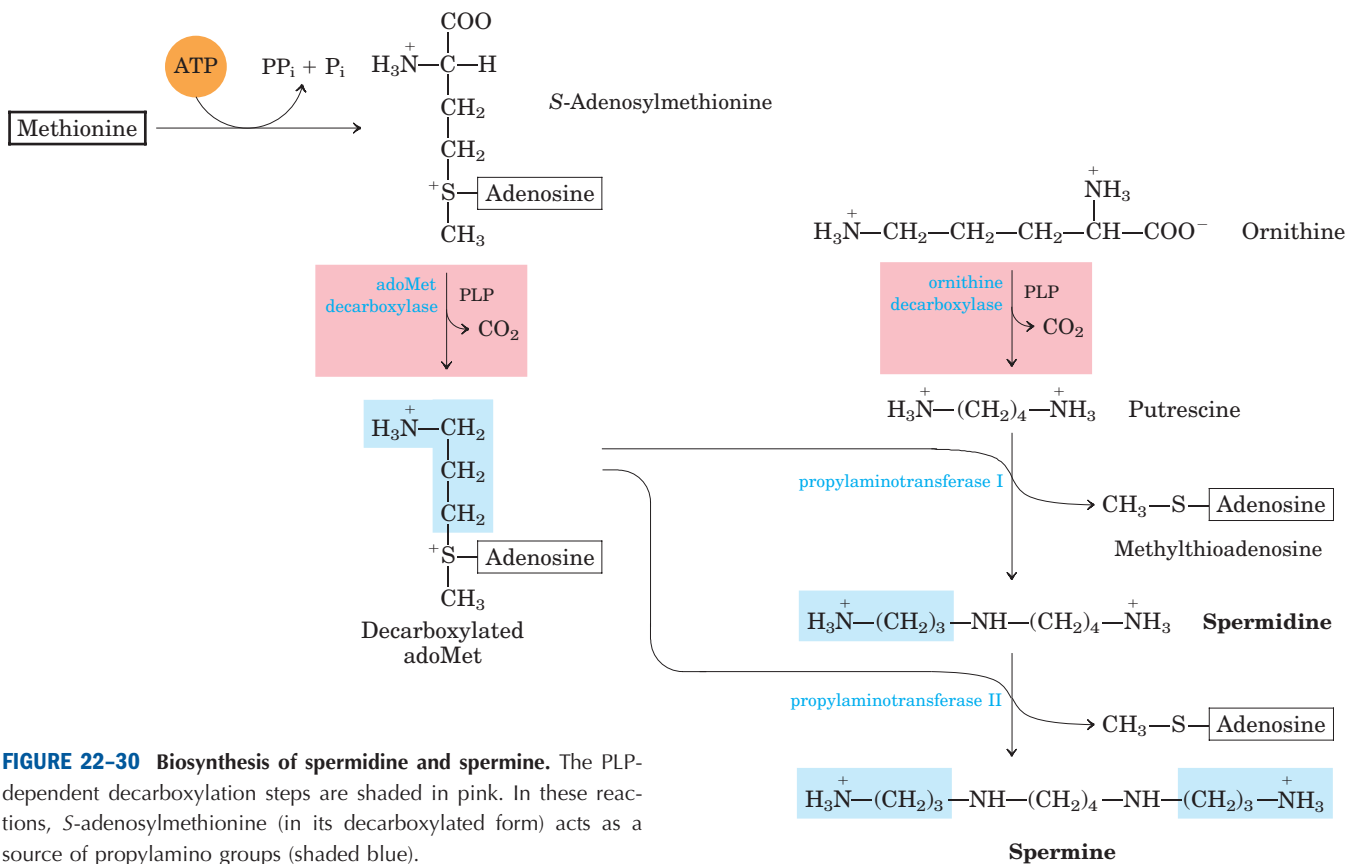 COO
H₃N⁺—C—H
ATP
PPᵢ + Pᵢ
CH₂
S-Adenosylmethionine
Methionine
CH₂
⁺S—Adenosine
CH₃
⁺NH₃
H₃N⁺—CH₂—CH₂—CH₂—CH—COO⁻ Ornithine
adoMet
decarboxylase
PLP
CO₂
ornithine
decarboxylase
PLP
CO₂
H₃N⁺—CH₂
CH₂
CH₂
⁺S—Adenosine
CH₃
Decarboxylated
adoMet
H₃N⁺—(CH₂)₄—N⁺H₃ Putrescine
propylaminotransferase I
CH₃—S—Adenosine
Methylthioadenosine
H₃N⁺—(CH₂)₃—NH—(CH₂)₄—N⁺H₃ Spermidine
propylaminotransferase II
CH₃—S—Adenosine
H₃N⁺—(CH₂)₃—NH—(CH₂)₄—NH—(CH₂)₃—N⁺H₃
Spermine
FIGURE 22–30 Biosynthesis of spermidine and spermine. The PLP-
dependent decarboxylation steps are shaded in pink. In these reac-
tions, S-adenosylmethionine (in its decarboxylated form) acts as a
source of propylamino groups (shaded blue).